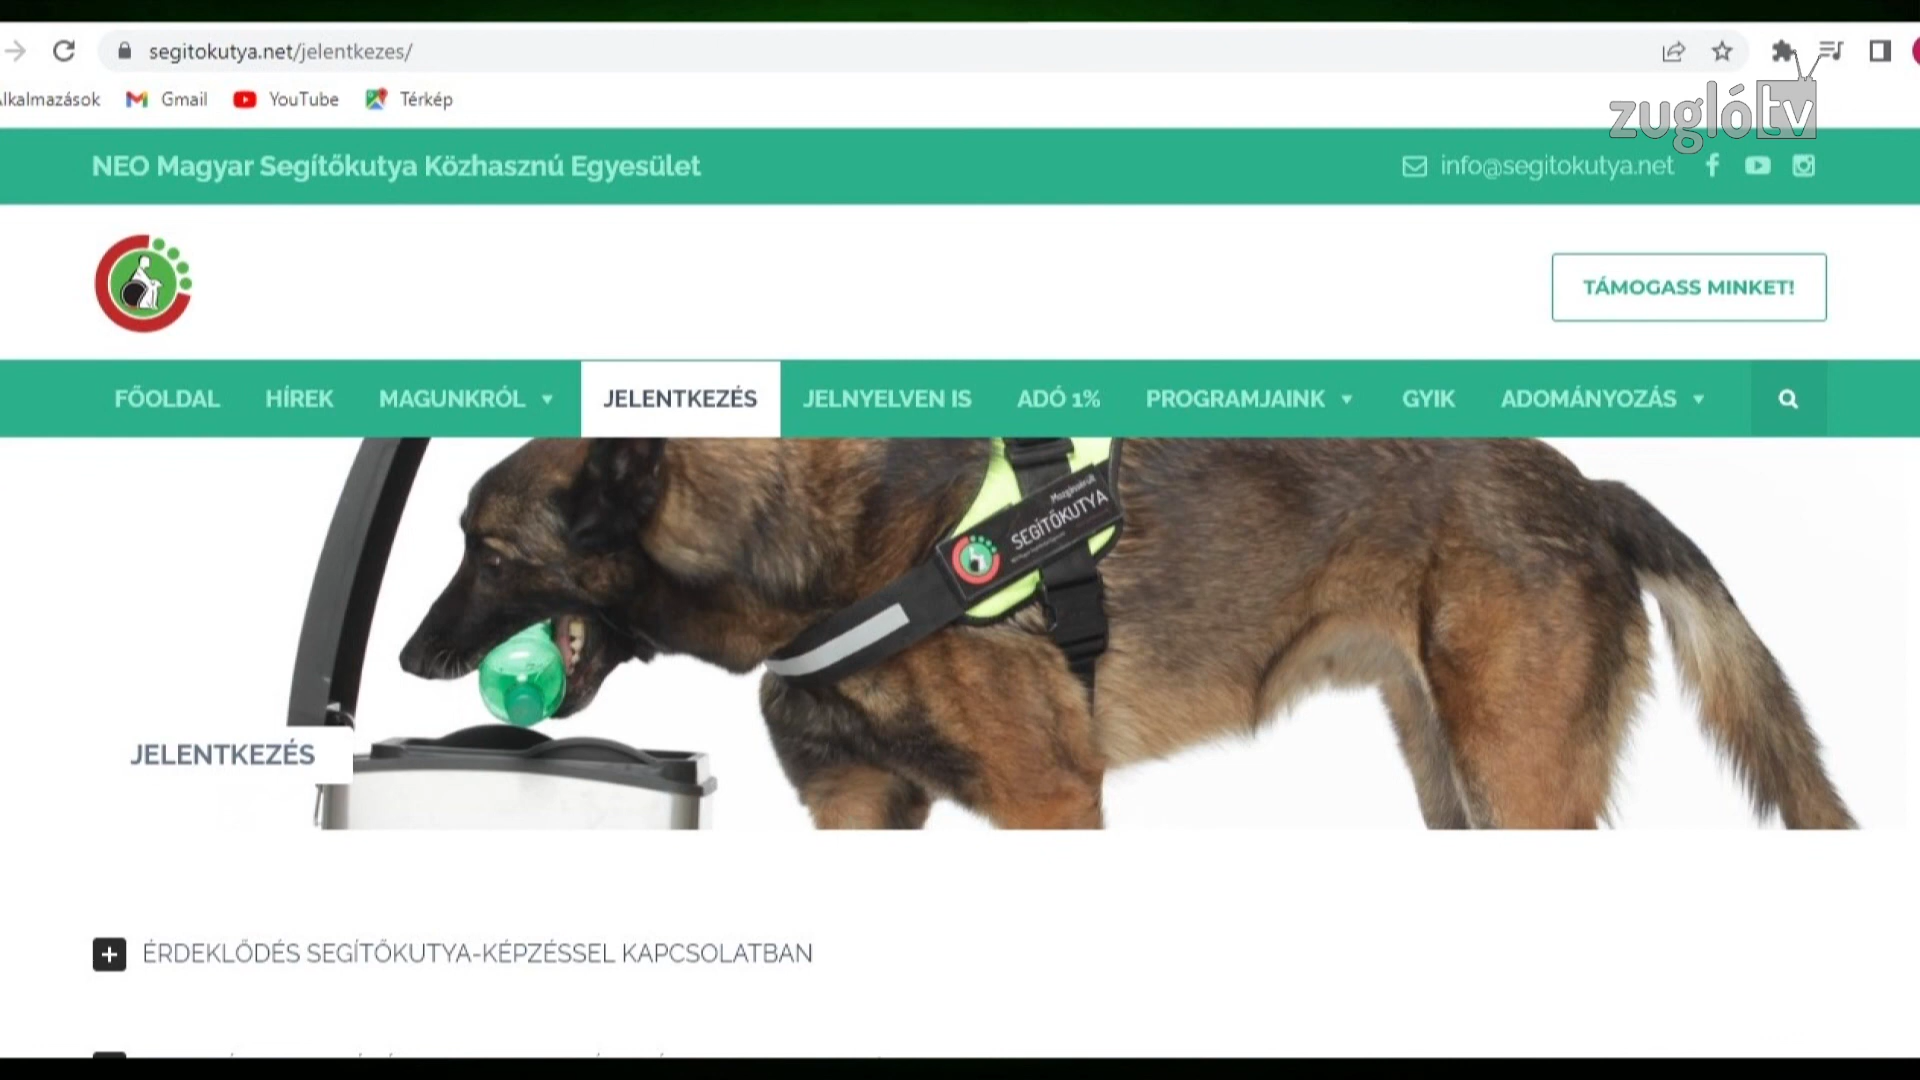 segitokutya.net/jelentkezes/
lkalmazások
Gmail
YouTube
Térkép
zuglótv
NEO Magyar Segítőkutya Közhasznú Egyesület
info@segitokutya.net
TÁMOGASS MINKET!
FŐOLDAL
HÍREK
MAGUNKRÓL
JELENTKEZÉS
JELNYELVEN IS
ADÓ 1%
PROGRAMJAINK
GYIK
ADOMÁNYOZÁS
Mozgássérült
SEGÍTŐKUTYA
JELENTKEZÉS
ÉRDEKLŐDÉS SEGÍTŐKUTYA-KÉPZÉSSEL KAPCSOLATBAN